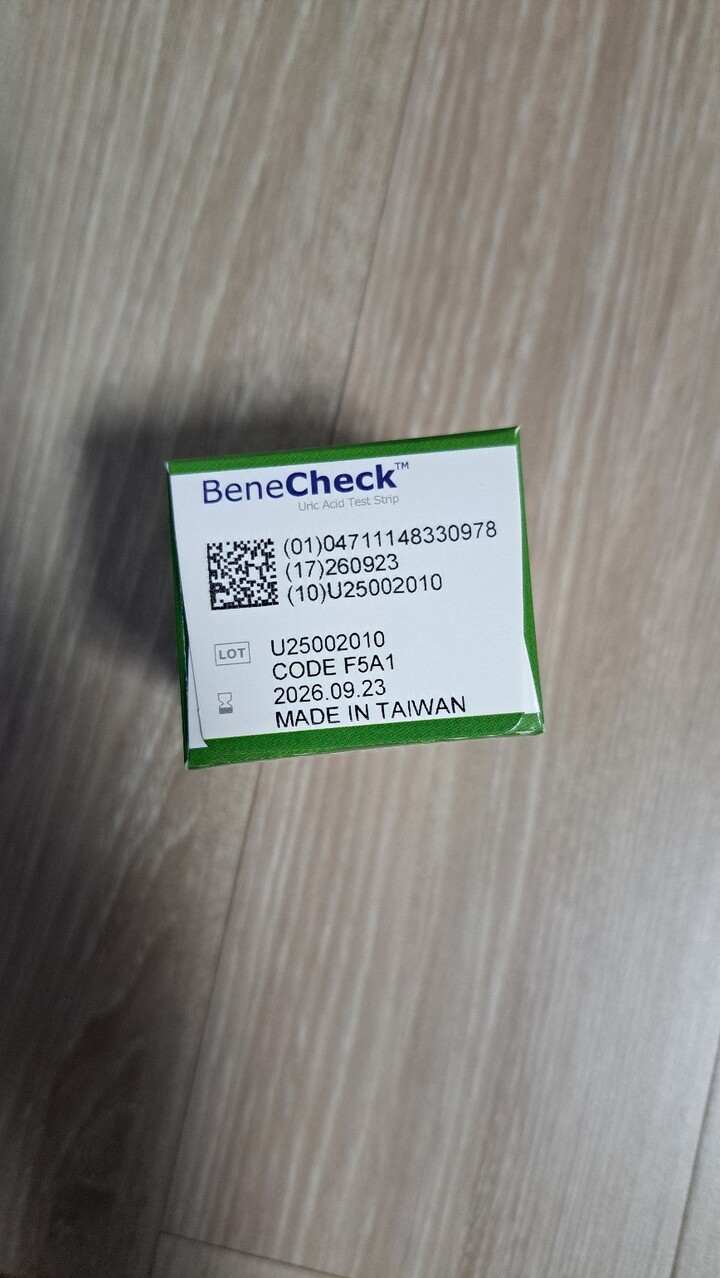 BeneCheck™
Uric Acid Test Strip
(01)04711148330978
(17)260923
(10)U25002010
LOT U25002010
CODE F5A1
2026.09.23
MADE IN TAIWAN